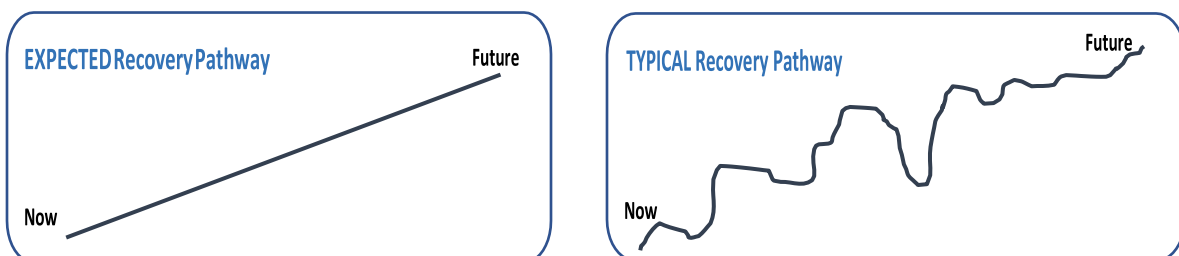 EXPECTED Recovery Pathway
Future
Now
TYPICAL Recovery Pathway
Future
Now